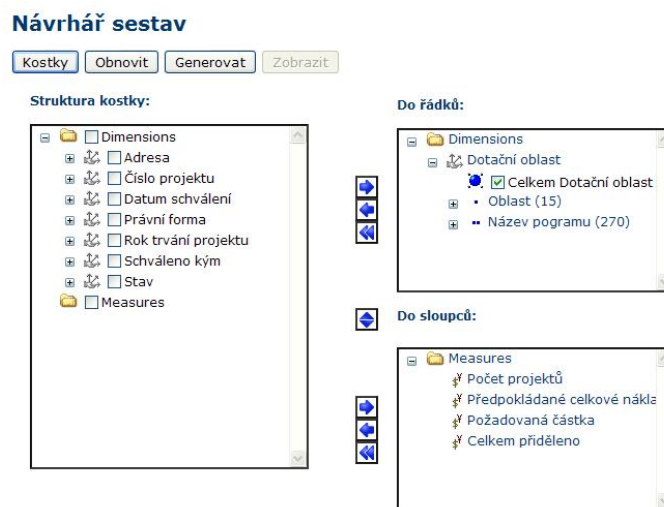 Návrhář sestav
Kostky Obnovit Generovat Zobrazit
Struktura kostky:
Dimensions
Adresa
Číslo projektu
Datum schválení
Právní forma
Rok trvání projektu
Schváleno kým
Stav
Measures
Do řádků:
Dimensions
Dotační oblast
Celkem Dotační oblast
Oblast (15)
Název pogramu (270)
Do sloupců:
Measures
Počet projektů
Předpokládané celkové nákla
Požadovaná částka
Celkem přiděleno